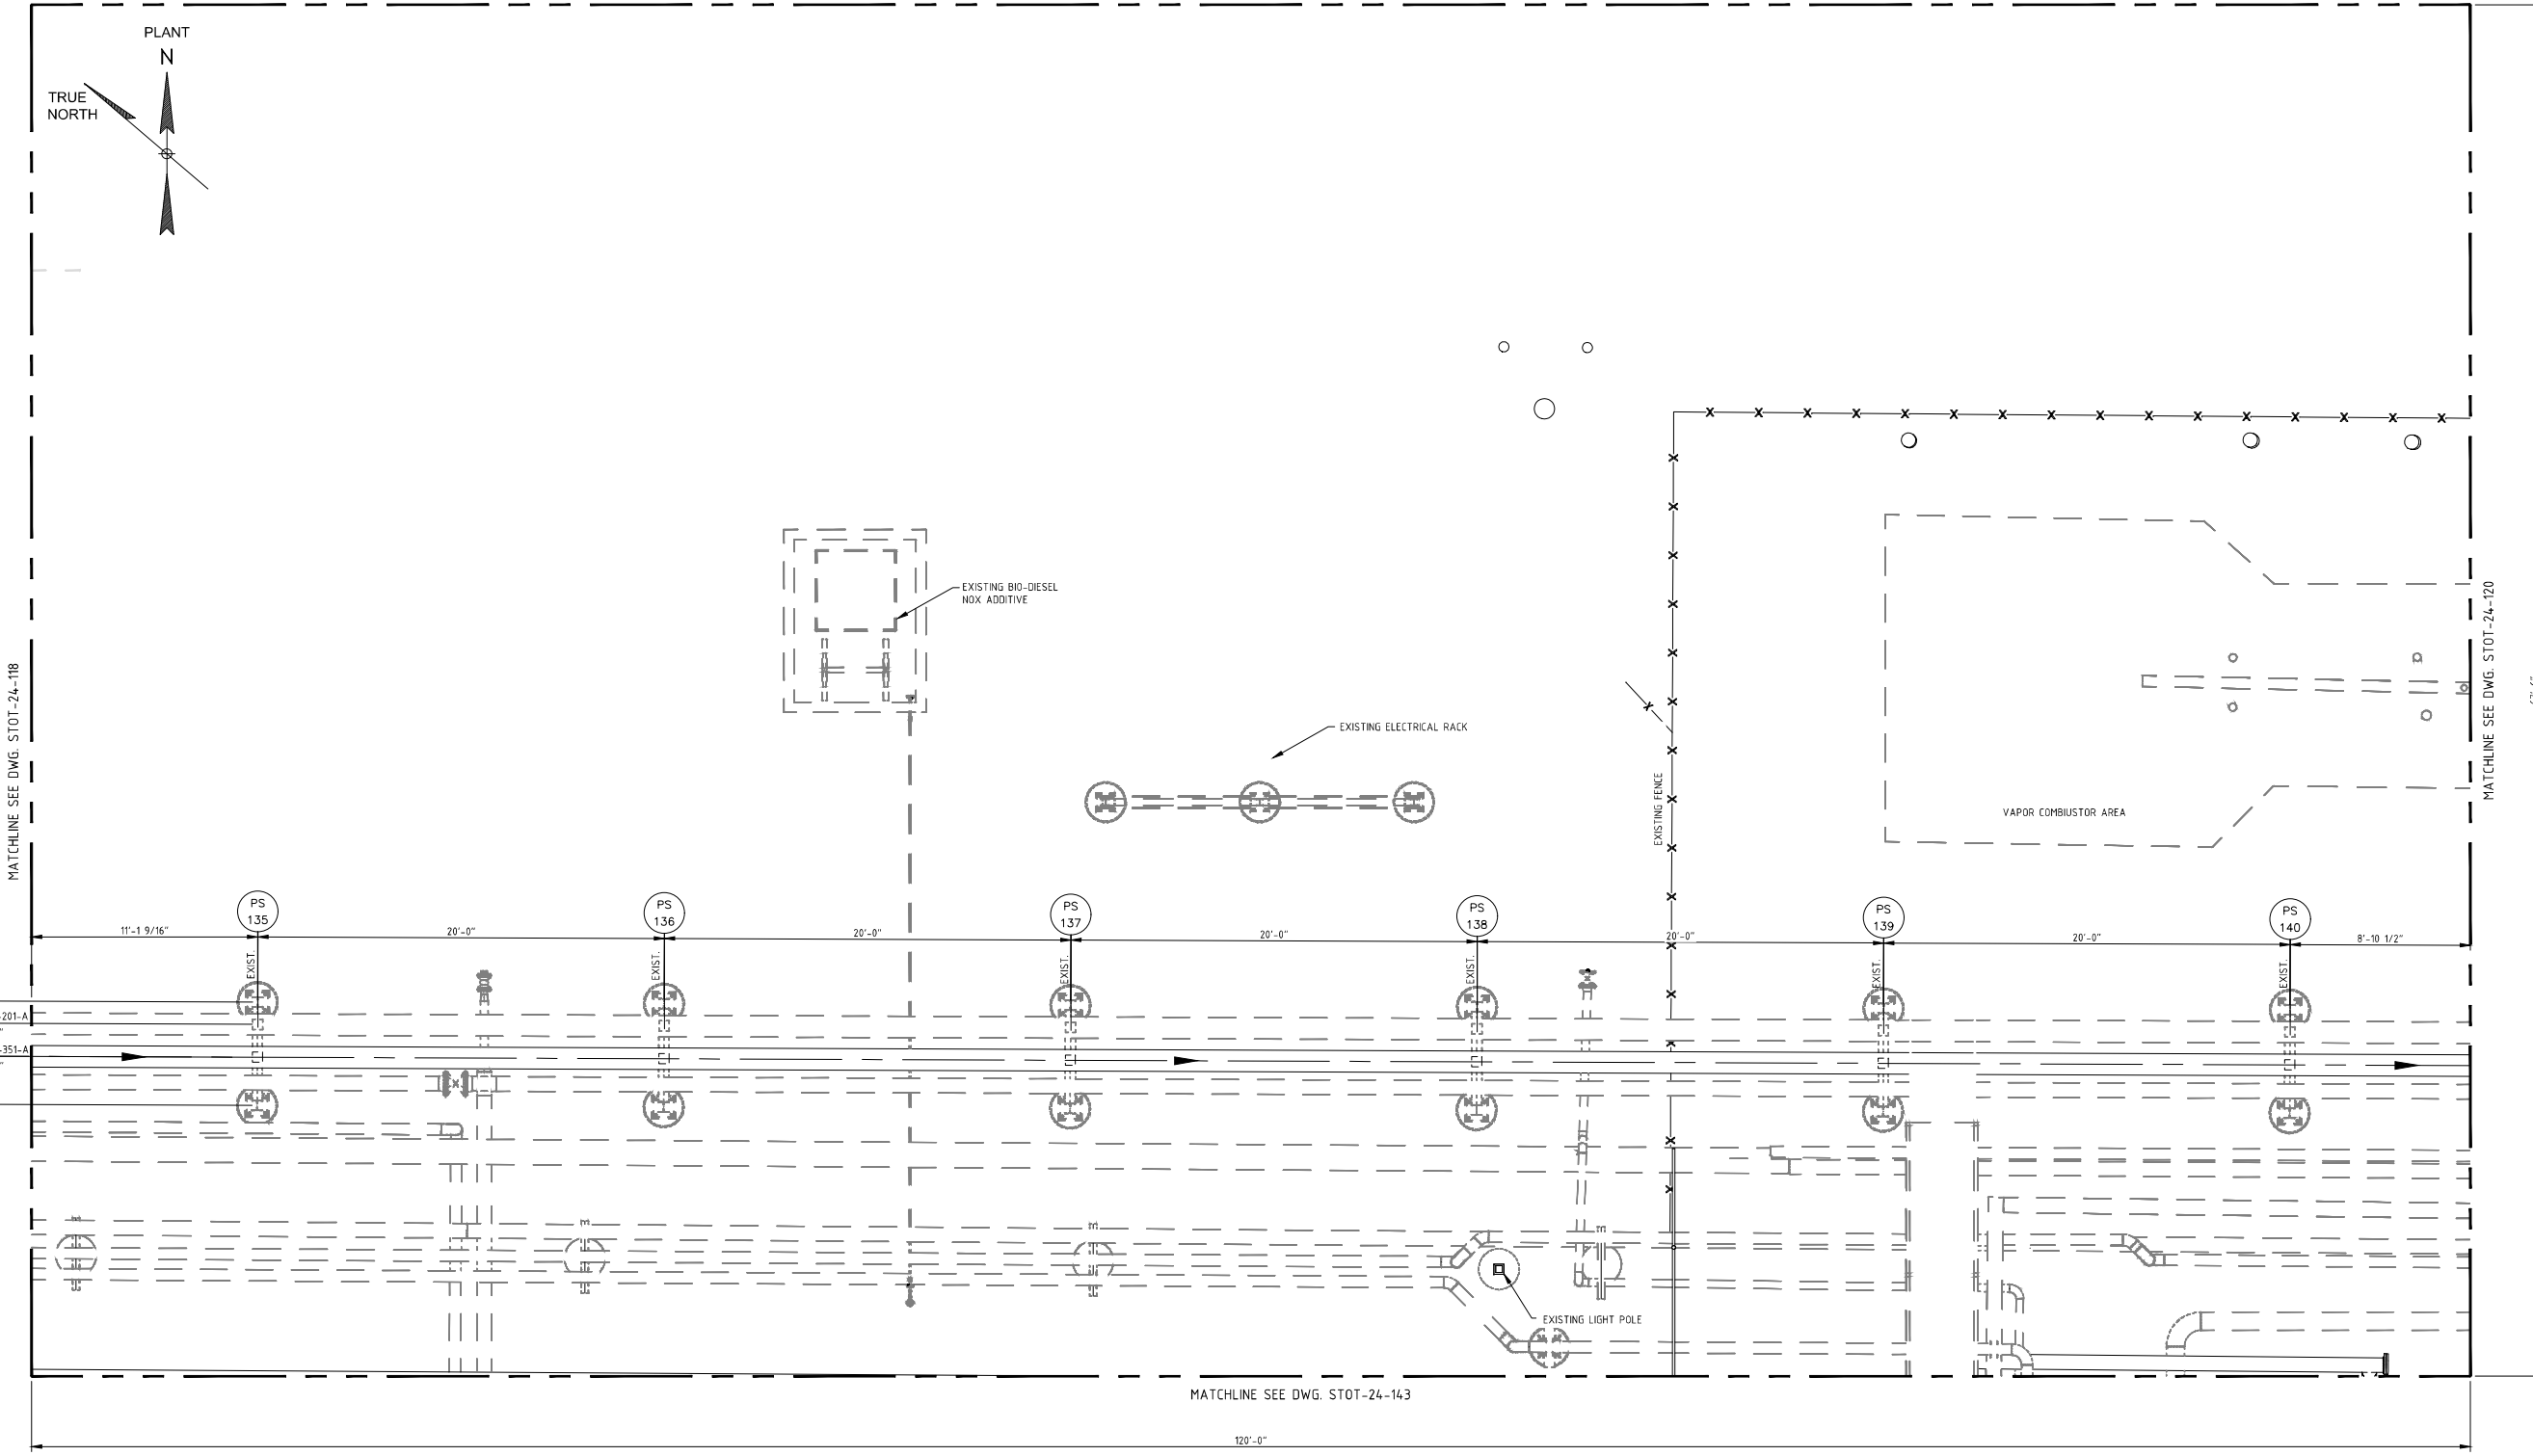 PLANT
N
TRUE
NORTH
EXISTING BIO-DIESEL
NOX ADDITIVE
EXISTING ELECTRICAL RACK
EXISTING FENCE
VAPOR COMBUSTOR AREA
MATCHLINE SEE DWG. STOT-24-118
MATCHLINE SEE DWG. STOT-24-120
PS
135
PS
136
PS
137
PS
138
PS
139
PS
140
11'-1 9/16"
20'-0"
20'-0"
20'-0"
20'-0"
20'-0"
8'-10 1/2"
EXIST.
EXIST.
EXIST.
EXIST.
EXIST.
EXIST.
-201-A
-351-A
EXISTING LIGHT POLE
MATCHLINE SEE DWG. STOT-24-143
120'-0"